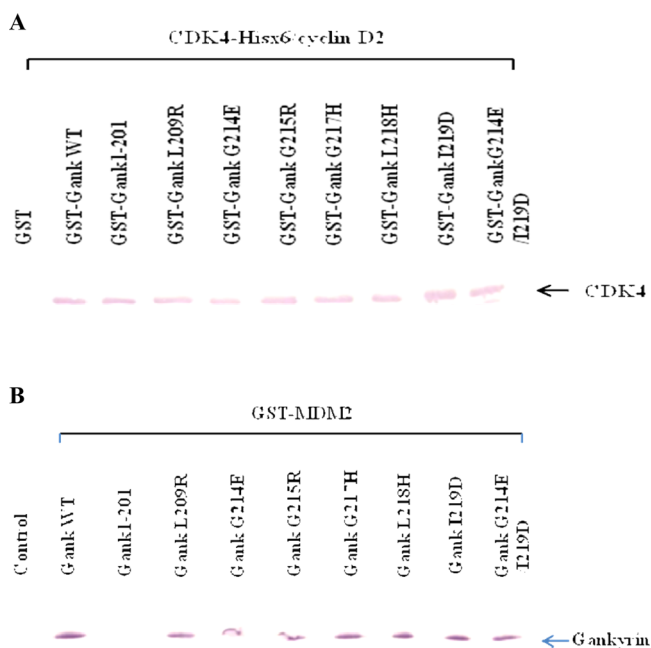 A
CDK4-Hisx6/cyclin D2
GST
GST-Gank WT
GST-Gank1-201
GST-Gank L209R
GST-Gank G214E
GST-Gank G215R
GST-Gank G217H
GST-Gank L218H
GST-Gank I219D
GST-GankG214E
/I219D
CDK4
B
GST-MDM2
Control
Gank WT
Gank1-201
Gank L209R
Gank G214E
Gank G215R
Gank G217H
Gank L218H
Gank I219D
Gank G214E
I219D
Gankyrin